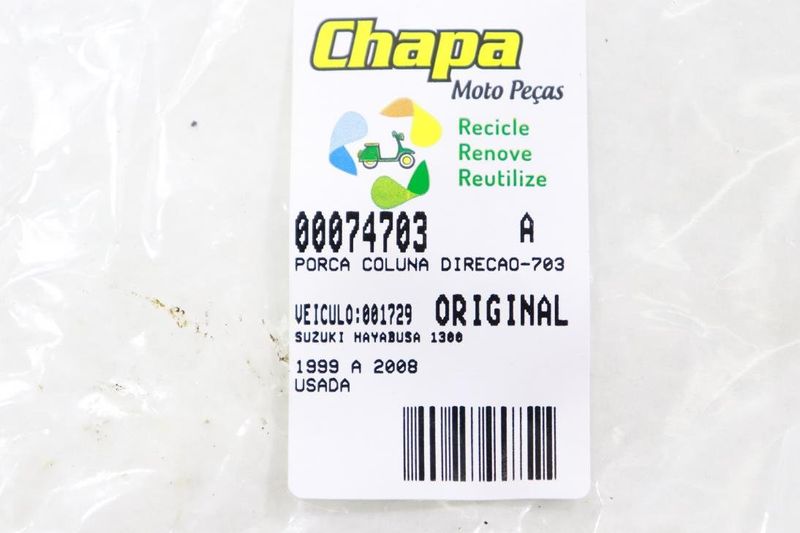 Chapa
Moto Peças
Recicle
Renove
Reutilize
00074703 A
PORCA COLUNA DIRECAO-703
VEICULO:001729 ORIGINAL
SUZUKI HAYABUSA 1300
1999 A 2008
USADA